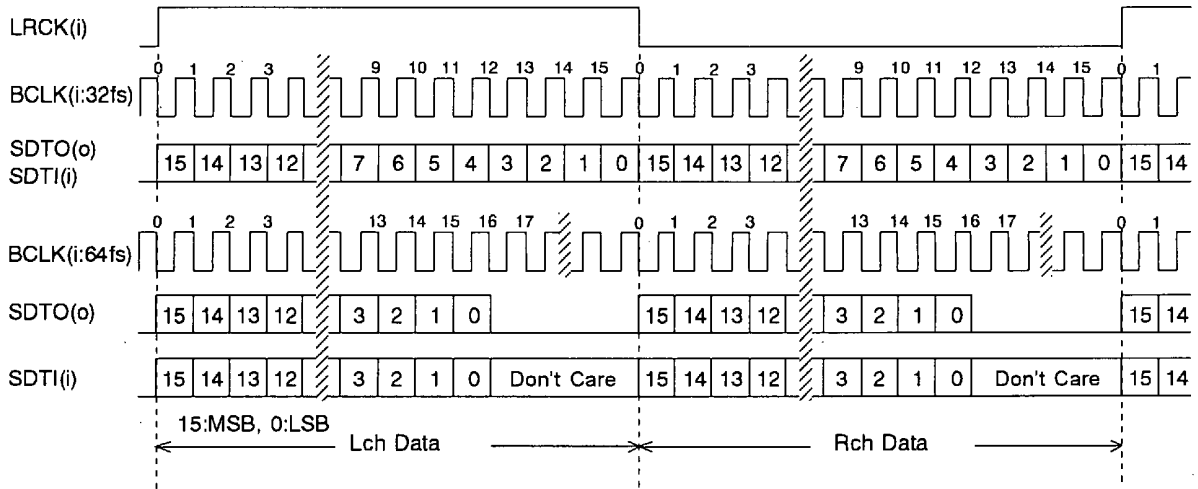 LRCK(i)
0 1 2 3 9 10 11 12 13 14 15 0 1 2 3 9 10 11 12 13 14 15 0 1
BCLK(i:32fs)
SDTO(o)
SDTI(i)
15 14 13 12 7 6 5 4 3 2 1 0 15 14 13 12 7 6 5 4 3 2 1 0 15 14
0 1 2 3 13 14 15 16 17 0 1 2 3 13 14 15 16 17 0 1
BCLK(i:64fs)
SDTO(o) 15 14 13 12 3 2 1 0 15 14 13 12 3 2 1 0 15 14
SDTI(i) 15 14 13 12 3 2 1 0 Don't Care 15 14 13 12 3 2 1 0 Don't Care 15 14
15:MSB, 0:LSB
Lch Data Rch Data